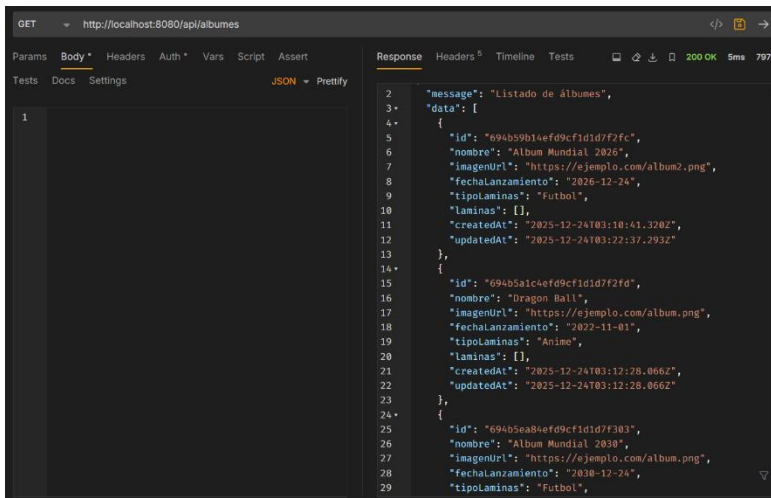 GET http://localhost:8080/api/albumes
Params Body Headers Auth Vars Script Assert
Tests Docs Settings JSON Prettify
1
Response Headers 5 Timeline Tests 200 OK 5ms 797
2 "message": "Listado de álbumes",
3 "data": [
4 {
5 "id": "694b59b14efd9cf1d1d7f2fc",
6 "nombre": "Album Mundial 2026",
7 "imagenUrl": "https://ejemplo.com/album2.png",
8 "fechaLanzamiento": "2026-12-24",
9 "tipoLaminas": "Futbol",
10 "laminas": [],
11 "createdAt": "2025-12-24T03:10:41.320Z",
12 "updatedAt": "2025-12-24T03:22:37.293Z"
13 },
14 {
15 "id": "694b5a1c4efd9cf1d1d7f2fd",
16 "nombre": "Dragon Ball",
17 "imagenUrl": "https://ejemplo.com/album.png",
18 "fechaLanzamiento": "2022-11-01",
19 "tipoLaminas": "Anime",
20 "laminas": [],
21 "createdAt": "2025-12-24T03:12:28.066Z",
22 "updatedAt": "2025-12-24T03:12:28.066Z"
23 },
24 {
25 "id": "694b5ea84efd9cf1d1d7f303",
26 "nombre": "Album Mundial 2030",
27 "imagenUrl": "https://ejemplo.com/album.png",
28 "fechaLanzamiento": "2030-12-24",
29 "tipoLaminas": "Futbol",